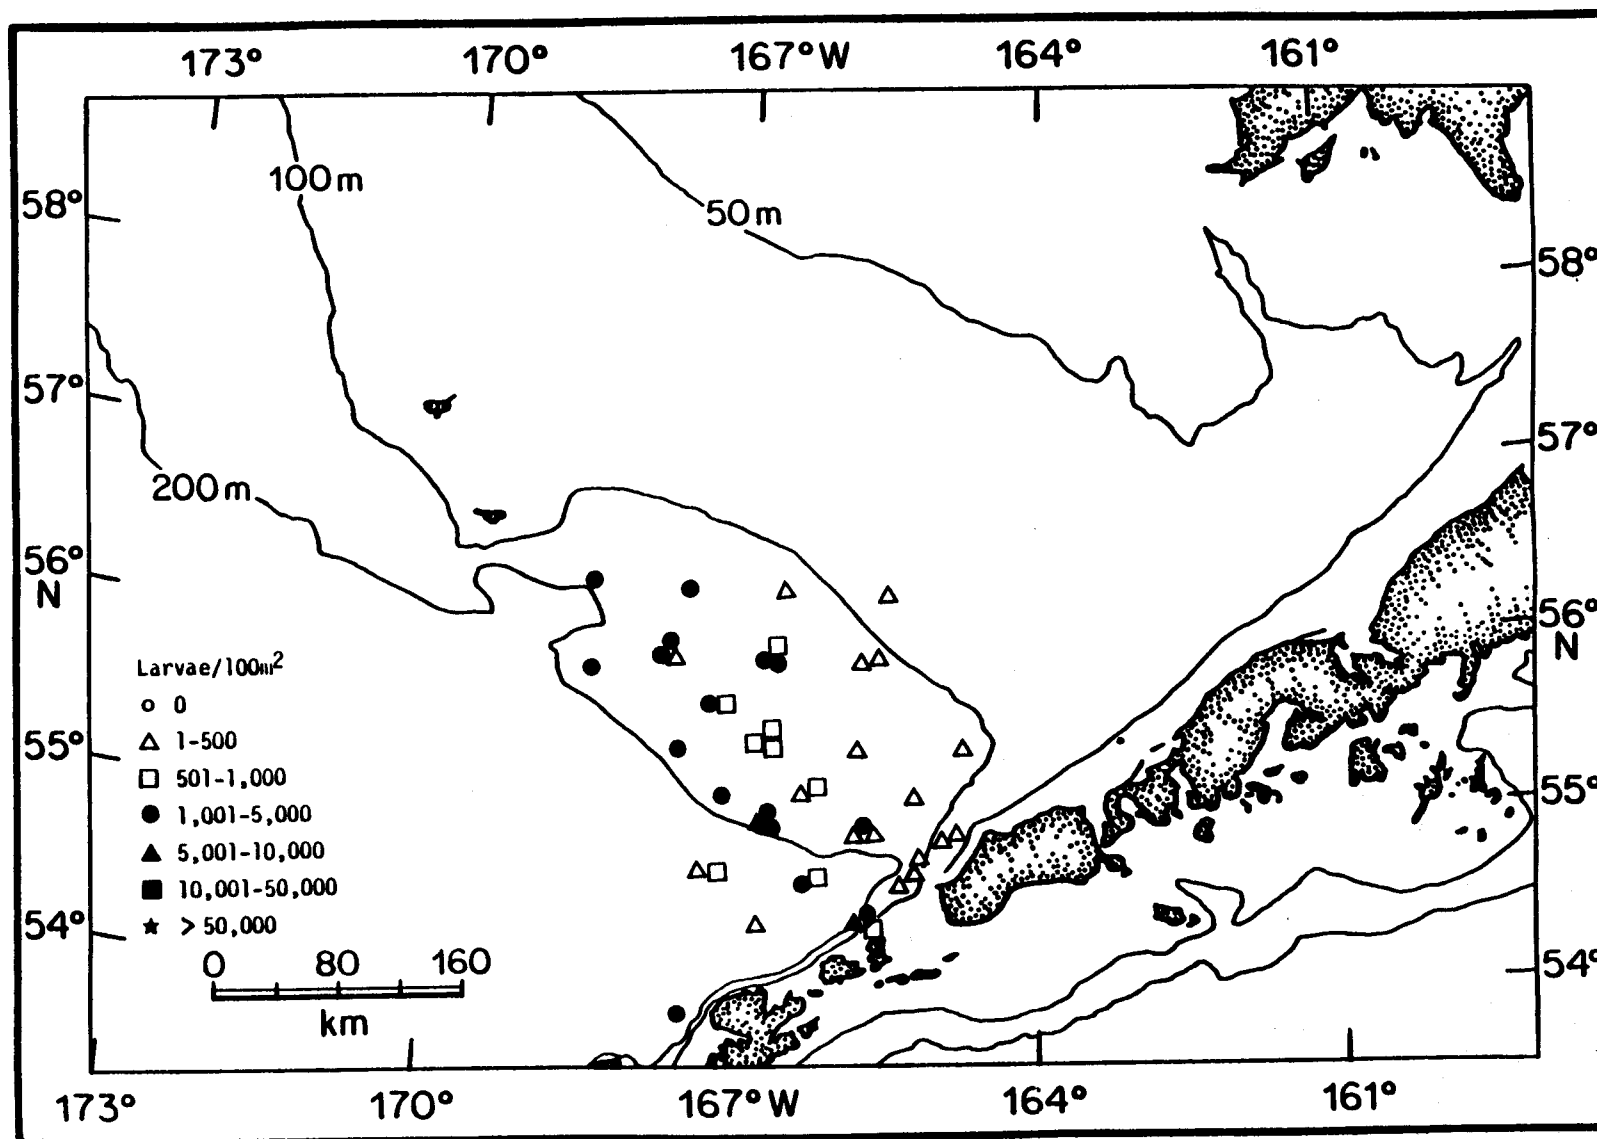 173° 170° 167°W 164° 161°
100m
50m
58°
58°
57°
57°
200m
56°
N
56°
N
Larvae/100m²
○ 0
△ 1-500
□ 501-1,000
● 1,001-5,000
▲ 5,001-10,000
■ 10,001-50,000
★ >50,000
55°
55°
54°
54°
0 80 160
km
173° 170° 167°W 164° 161°